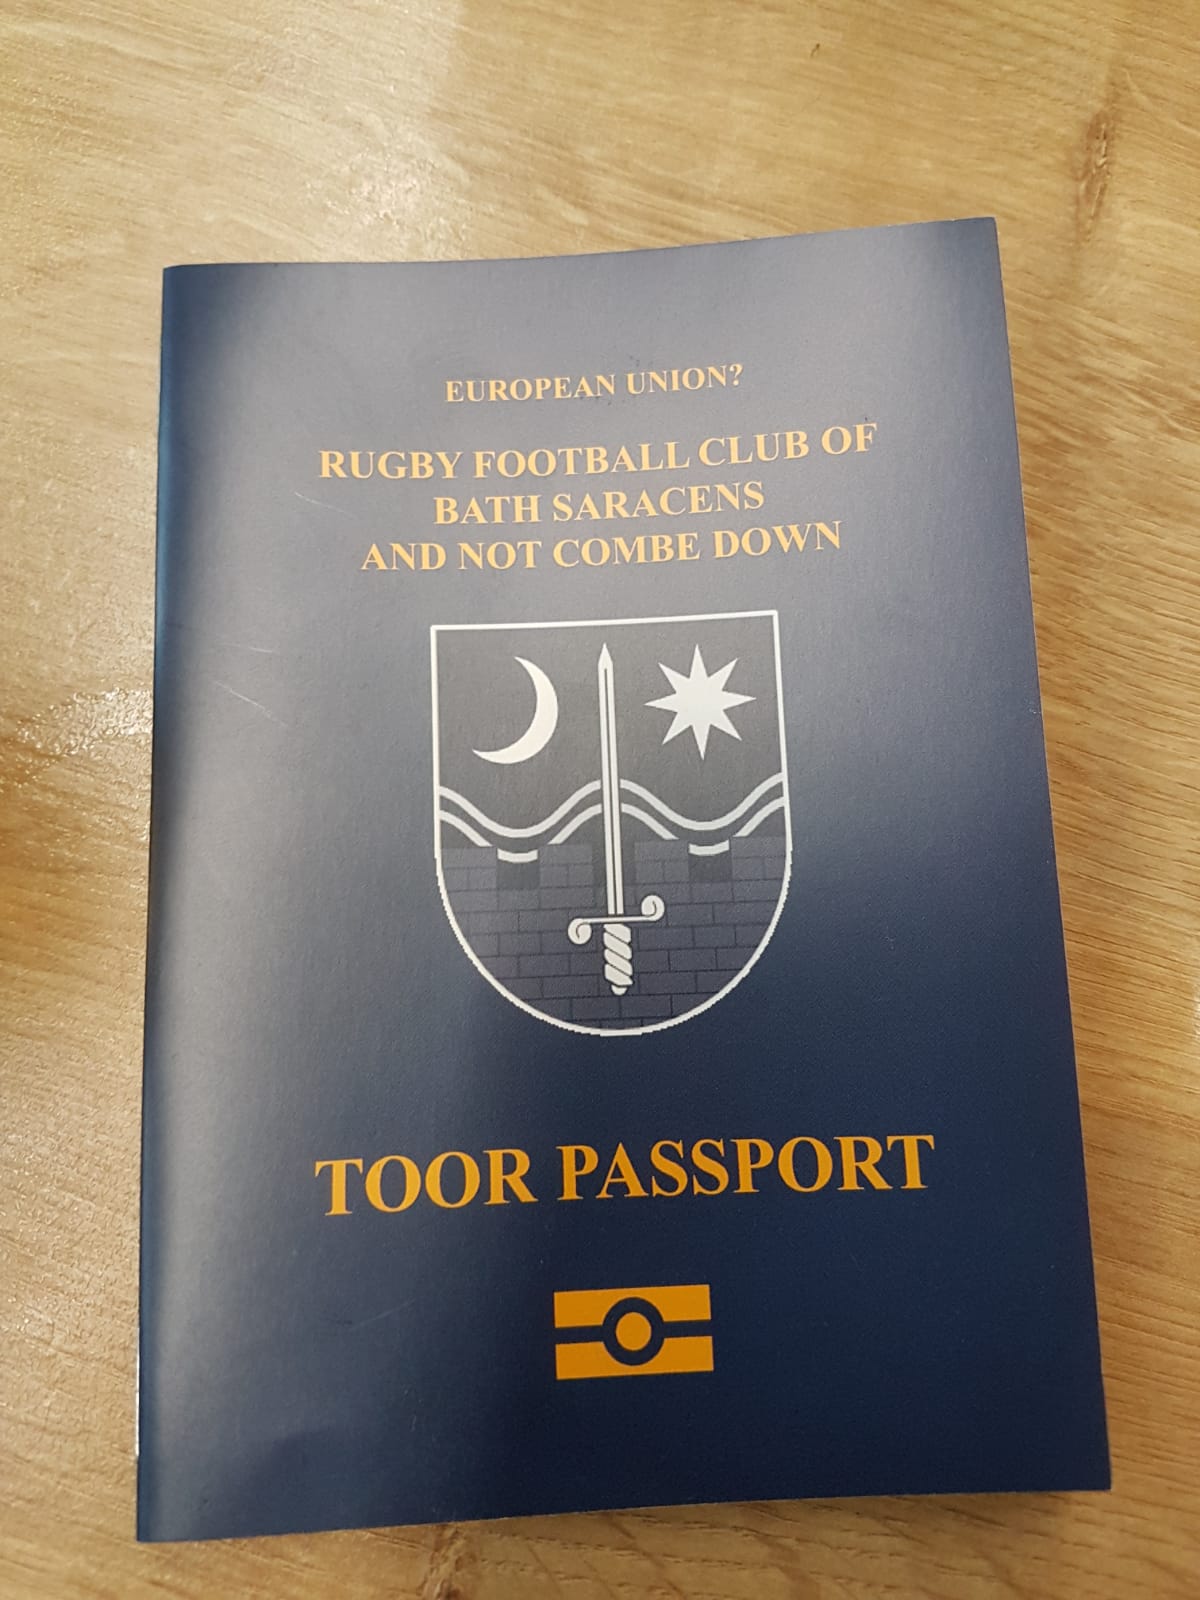 EUROPEAN UNION?
RUGBY FOOTBALL CLUB OF
BATH SARACENS
AND NOT COMBE DOWN
TOOR PASSPORT